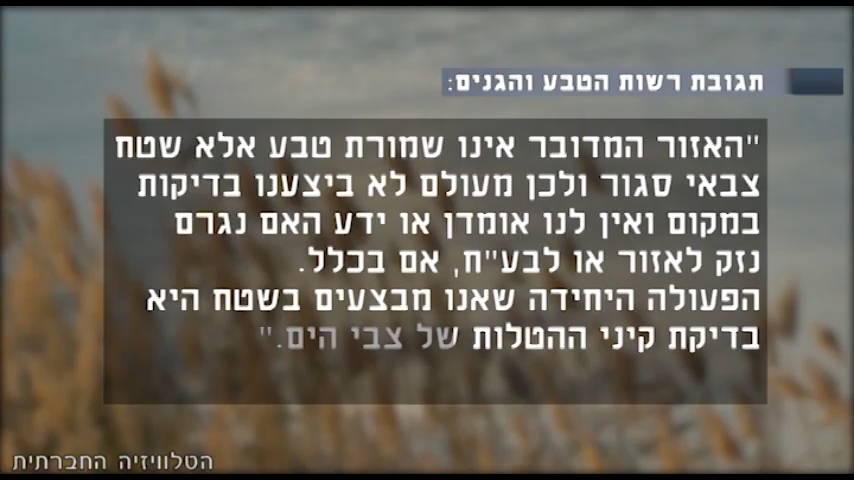 תגובת רשות הטבע והגנים:
"האזור המדובר אינו שמורת טבע אלא שטח
צבאי סגור ולכן מעולם לא ביצענו בדיקות
במקום ואין לנו אומדן או ידע האם נגרם
נזק לאזור או לבע"ח, אם בכלל.
הפעולה היחידה שאנו מבצעים בשטח היא
בדיקת קיני ההטלות של צבי הים."
הטלוויזיה החברתית